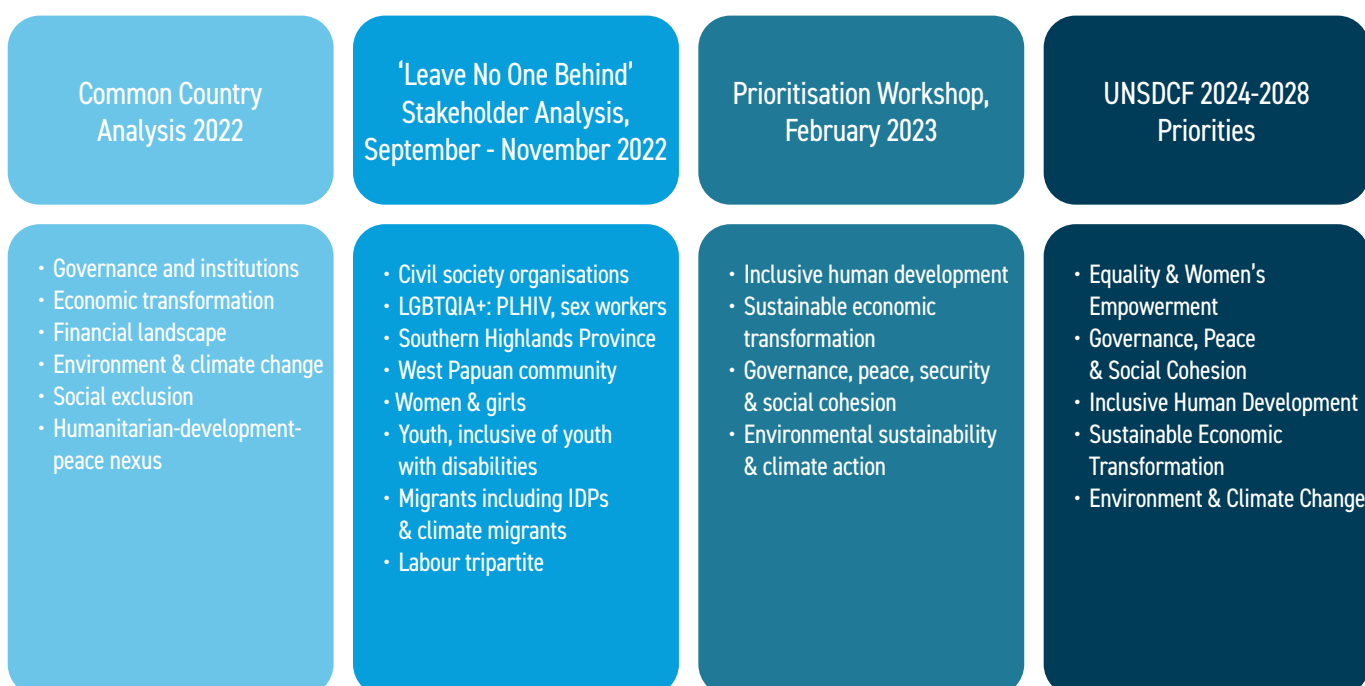 Common Country
Analysis 2022
‘Leave No One Behind’
Stakeholder Analysis,
September - November 2022
Prioritisation Workshop,
February 2023
UNSDCF 2024-2028
Priorities
· Governance and institutions
· Economic transformation
· Financial landscape
· Environment & climate change
· Social exclusion
· Humanitarian-development-
peace nexus
· Civil society organisations
· LGBTQIA+: PLHIV, sex workers
· Southern Highlands Province
· West Papuan community
· Women & girls
· Youth, inclusive of youth
with disabilities
· Migrants including IDPs
& climate migrants
· Labour tripartite
· Inclusive human development
· Sustainable economic
transformation
· Governance, peace, security
& social cohesion
· Environmental sustainability
& climate action
· Equality & Women’s
Empowerment
· Governance, Peace
& Social Cohesion
· Inclusive Human Development
· Sustainable Economic
Transformation
· Environment & Climate Change